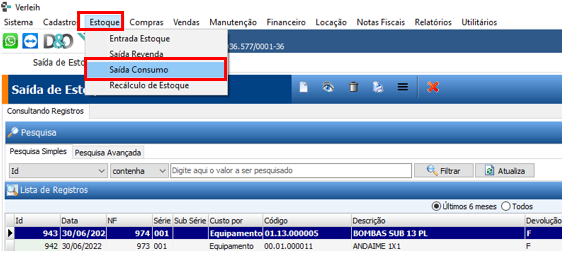 Verleih
Sistema Cadastro Estoque Compras Vendas Manutenção Financeiro Locação Notas Fiscais Relatórios Utilitários
Entrada Estoque
36.577/0001-36
Saída Revenda
Saída de Esto
Saída Consumo
Recálculo de Estoque
Saída de Est
Consultando Registros
Pesquisa
Pesquisa Simples Pesquisa Avançada
Id contenha Digite aqui o valor a ser pesquisado Filtrar Atualiza
Lista de Registros
Últimos 6 meses Todos
Id Data NF Série Sub Série Custo por Código Descrição Devolução
943 30/06/202 974 001 Equipamento 01.13.000005 BOMBAS SUB 13 PL F
942 30/06/2022 973 001 Equipamento 00.01.000011 ANDAIME 1X1 F